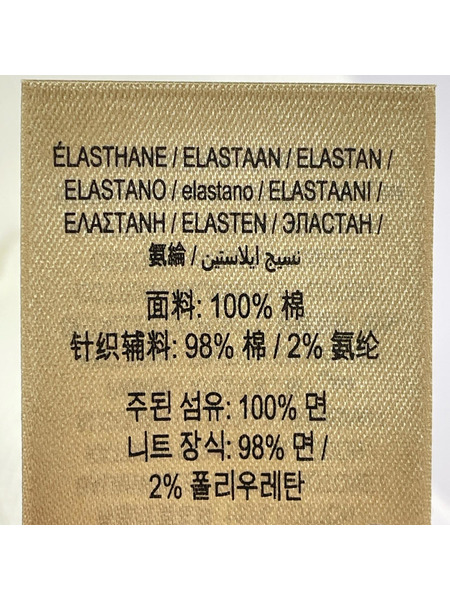 ÉLASTHANE / ELASTAAN / ELASTAN /
ELASTANO / elastano / ELASTAANI /
ΕΛΑΣΤΑΝΗ / ELASTEN / ЭЛАСТАН /
氨綸 / نسيج ايلاستين
面料: 100% 棉
针织辅料: 98% 棉 / 2% 氨纶
주된 섬유: 100% 면
니트 장식: 98% 면 /
2% 폴리우레탄